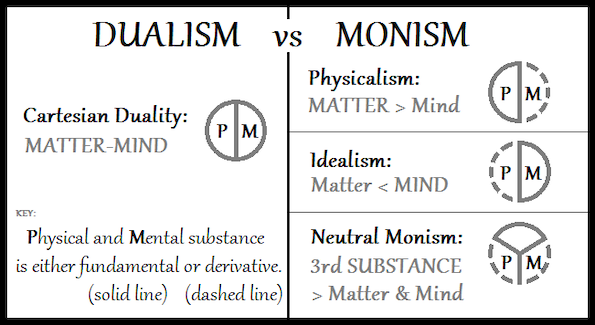 DUALISM vs MONISM
Cartesian Duality:
MATTER-MIND
P M
KEY:
Physical and Mental substance
is either fundamental or derivative.
(solid line) (dashed line)
Physicalism:
MATTER > Mind
P M
Idealism:
Matter < MIND
P M
Neutral Monism:
3rd SUBSTANCE
> Matter & Mind
P M